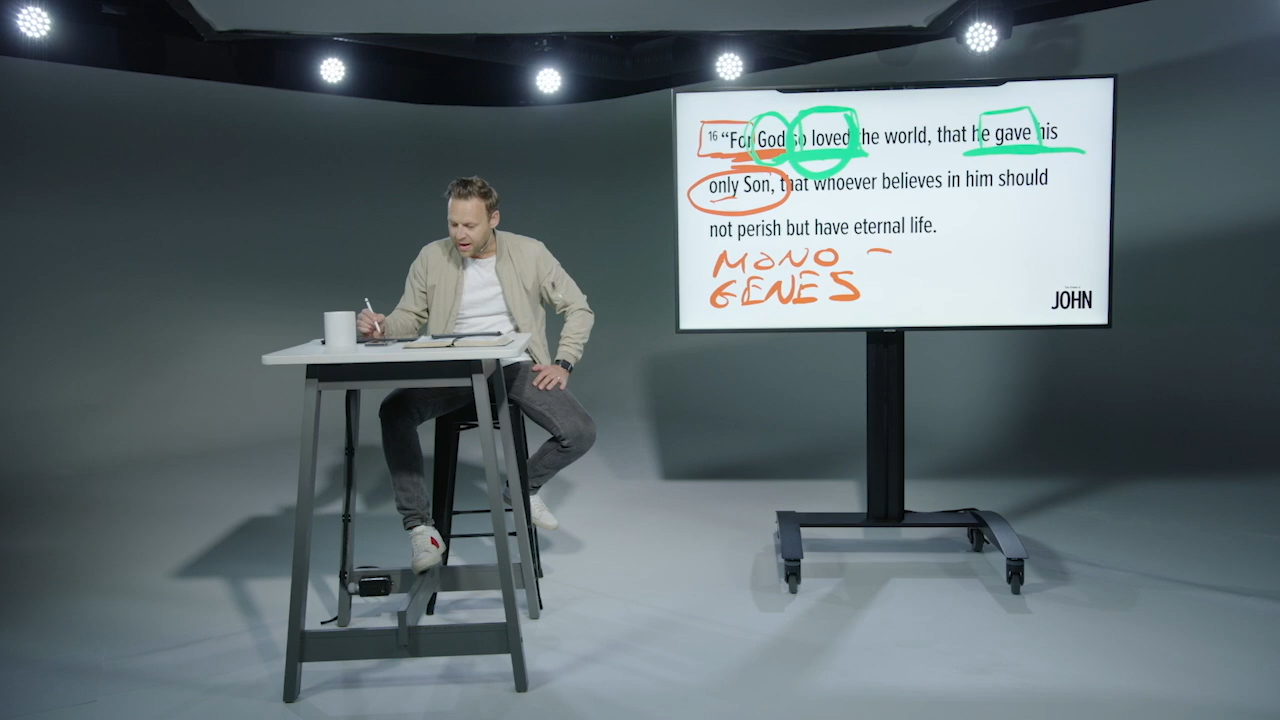 16 “For God so loved the world, that he gave his
only Son, that whoever believes in him should
not perish but have eternal life.
MONO-
GENES
JOHN